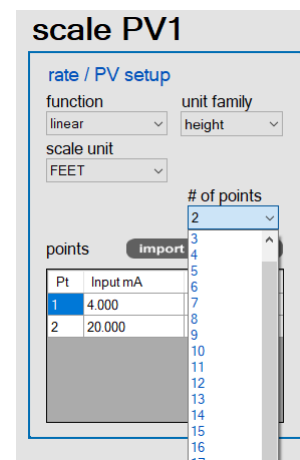 scale PV1
rate / PV setup
function unit family
linear height
scale unit
FEET
# of points
2
3
4
5
6
7
8
9
10
11
12
13
14
15
16
points import
Pt Input mA
1 4.000
2 20.000